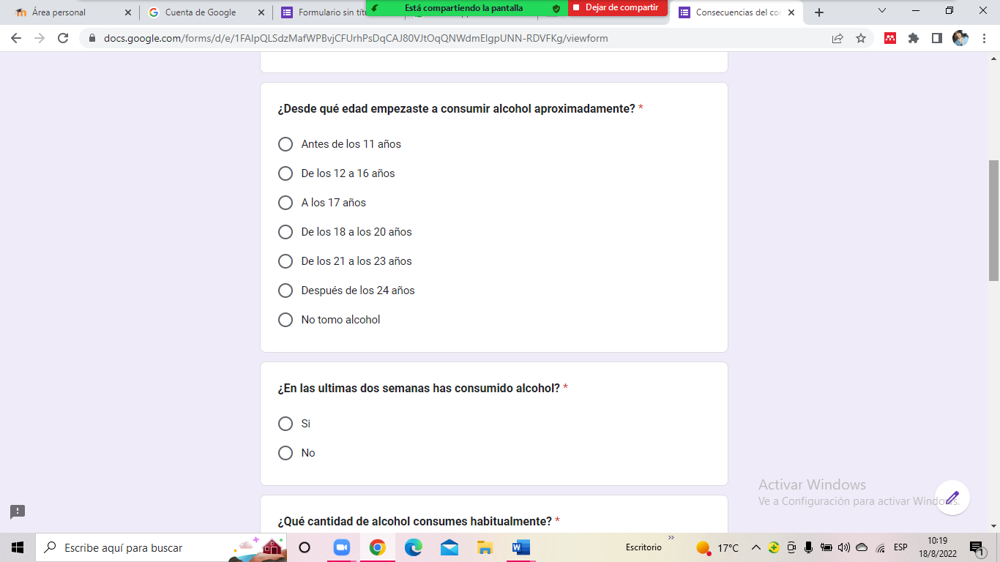 Área personal
Cuenta de Google
Formulario sin títu
Está compartiendo la pantalla
Dejar de compartir
Consecuencias del co
docs.google.com/forms/d/e/1FAIpQLSdzMafWPBvjCFUrhPsDqCAJ80VJtOqQNWdmEIgpUNN-RDVFKg/viewform
¿Desde qué edad empezaste a consumir alcohol aproximadamente? *
Antes de los 11 años
De los 12 a 16 años
A los 17 años
De los 18 a los 20 años
De los 21 a los 23 años
Después de los 24 años
No tomo alcohol
¿En las ultimas dos semanas has consumido alcohol? *
Si
No
Activar Windows
Ve a Configuración para activar Windows.
¿Qué cantidad de alcohol consumes habitualmente? *
Escribe aquí para buscar
Escritorio
17°C
ESP
10:19
18/8/2022
1